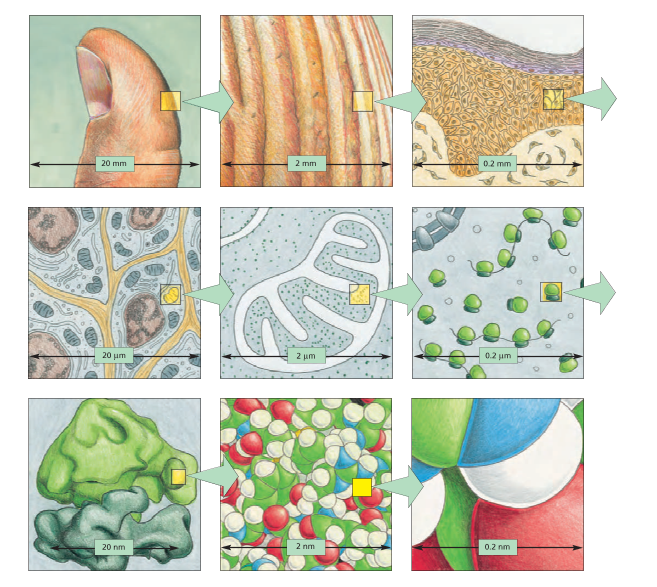 20 mm
2 mm
0.2 mm
20 μm
2 μm
0.2 μm
20 nm
2 nm
0.2 nm